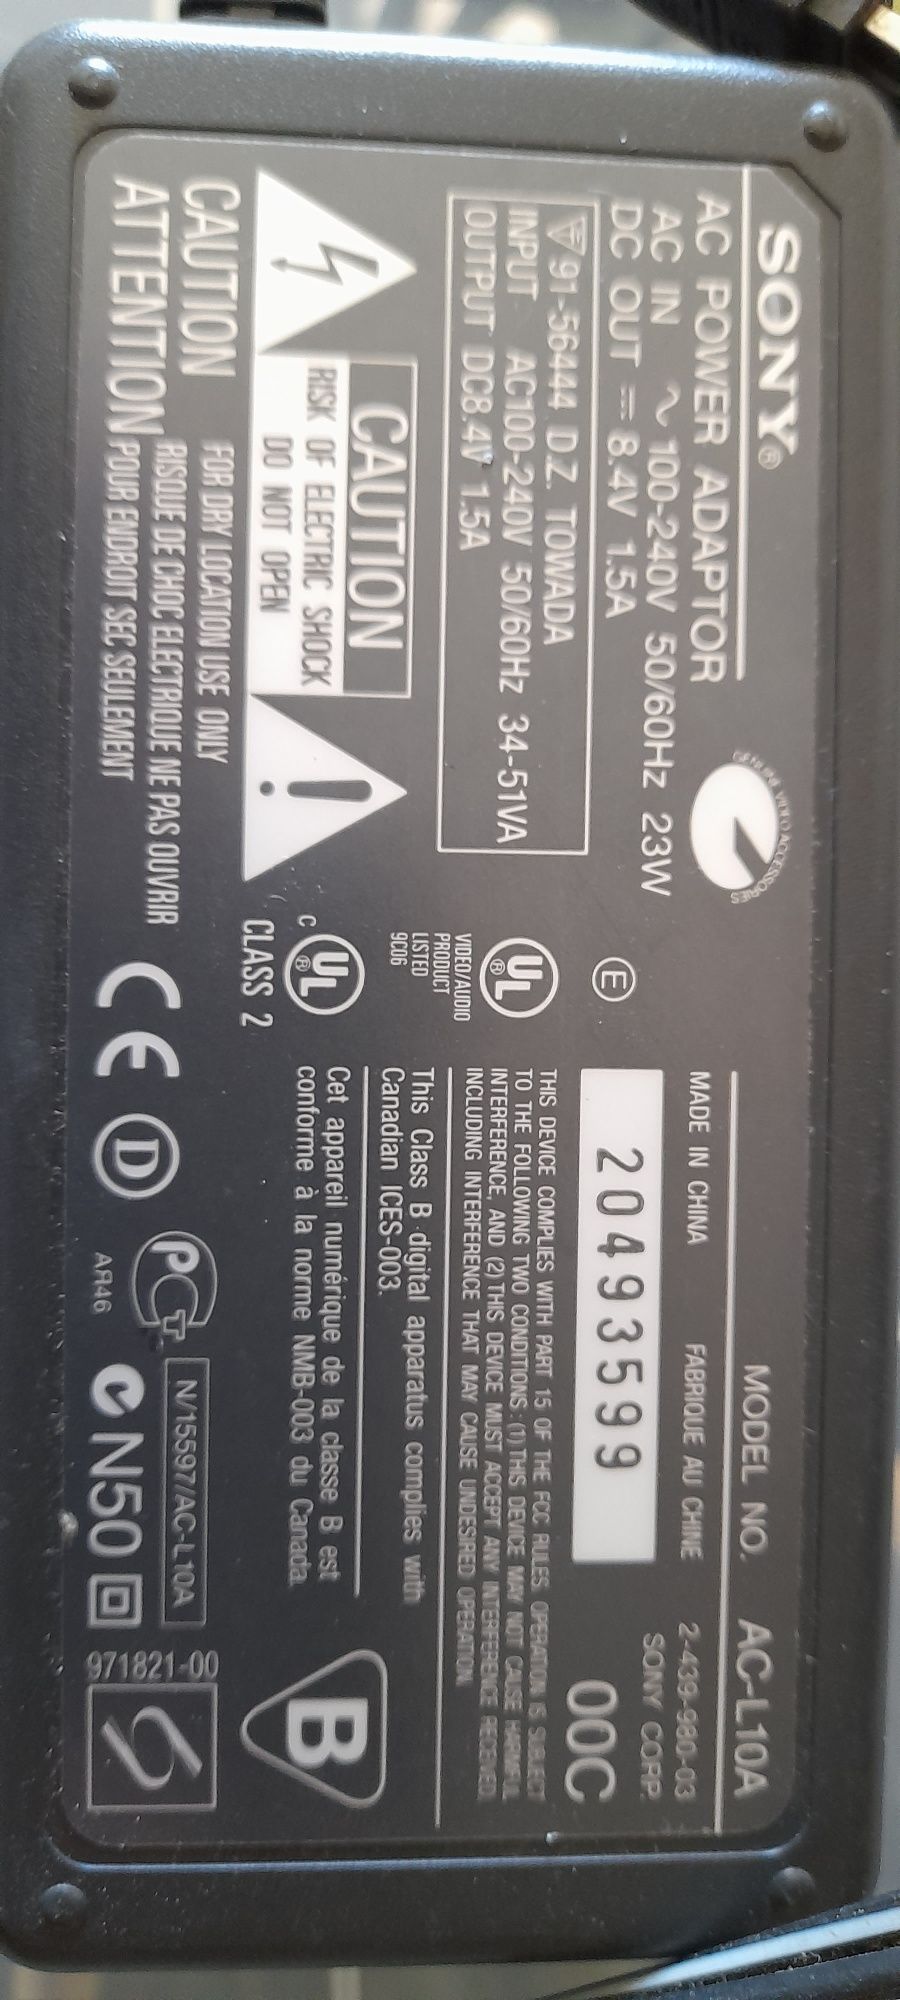 SONY®
AC POWER ADAPTOR
AC IN ~ 100-240V 50/60Hz 23W
DC OUT ⎓ 8.4V 1.5A
91-56444 D.Z. TOWADA
INPUT AC100-240V 50/60Hz 34-51VA
OUTPUT DC8.4V 1.5A
CAUTION
RISK OF ELECTRIC SHOCK
DO NOT OPEN
CAUTION FOR DRY LOCATION USE ONLY
RISQUE DE CHOC ELECTRIQUE NE PAS OUVRIR
ATTENTION POUR ENDROIT SEC SEULEMENT
GENUINE VIDEO ACCESSORIES
E
UL®
VIDEO/AUDIO
PRODUCT
LISTED
9C06
C UL®
CLASS 2
MODEL NO. AC-L10A
MADE IN CHINA FABRIQUE AU CHINE 2-439-980-03
SONY CORP.
20493599 00C
THIS DEVICE COMPLIES WITH PART 15 OF THE FCC RULES. OPERATION IS SUBJECT
TO THE FOLLOWING TWO CONDITIONS: (1) THIS DEVICE MAY NOT CAUSE HARMFUL
INTERFERENCE, AND (2) THIS DEVICE MUST ACCEPT ANY INTERFERENCE RECEIVED,
INCLUDING INTERFERENCE THAT MAY CAUSE UNDESIRED OPERATION.
This Class B digital apparatus complies with
Canadian ICES-003.
Cet appareil numérique de la classe B est
conforme à la norme NMB-003 du Canada.
B
CE D PCT N/15597/AC-L10A 971821-00
АЯ46 N50 S